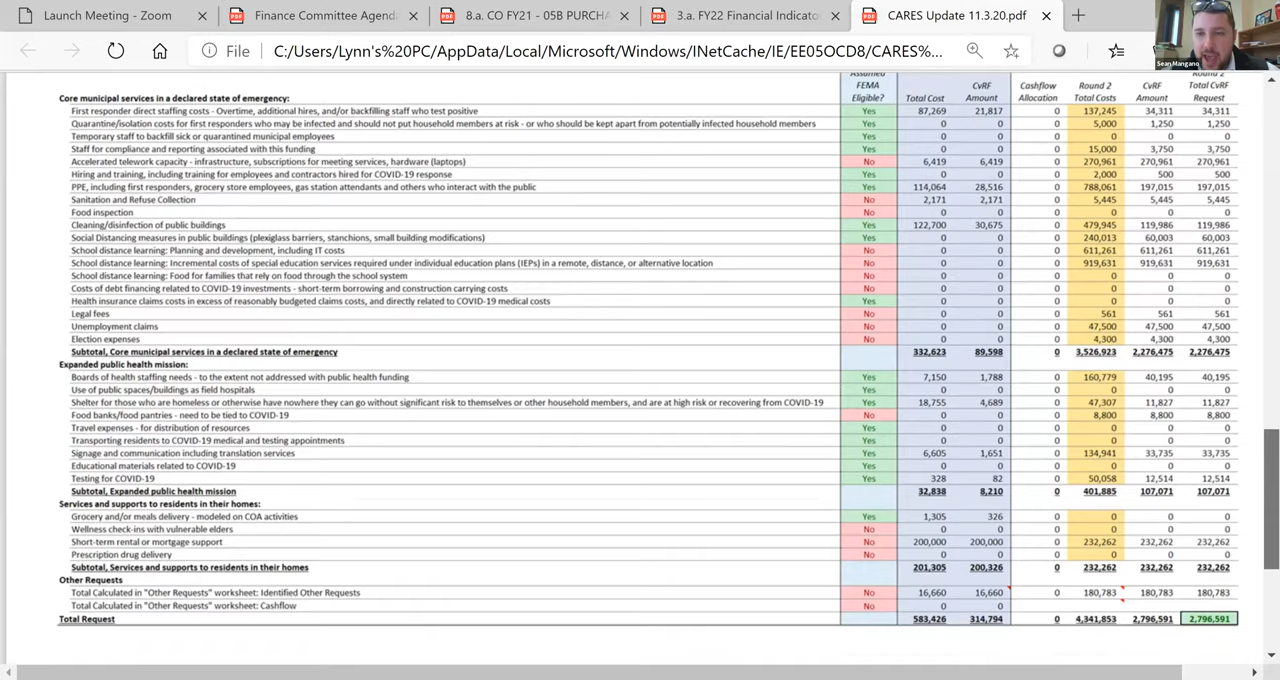 Launch Meeting - Zoom
Finance Committee Agend
8.a. CO FY21 - 05B PURCHA
3.a. FY22 Financial Indicato
CARES Update 11.3.20.pdf
File C:/Users/Lynn's%20PC/AppData/Local/Microsoft/Windows/INetCache/IE/EE05OCD8/CARES%...
Sean Mangano
Assumed FEMA Eligible? Total Cost CvRF Amount Cashflow Allocation Round 2 Total Costs CvRF Amount Round 2 Total CvRF Request
Core municipal services in a declared state of emergency:
First responder direct staffing costs - Overtime, additional hires, and/or backfilling staff who test positive Yes 87,269 21,817 0 137,245 34,311 34,311
Quarantine/isolation costs for first responders who may be infected and should not put household members at risk - or who should be kept apart from potentially infected household members Yes 0 0 0 5,000 1,250 1,250
Temporary staff to backfill sick or quarantined municipal employees Yes 0 0 0 0 0 0
Staff for compliance and reporting associated with this funding Yes 0 0 0 15,000 3,750 3,750
Accelerated telework capacity - infrastructure, subscriptions for meeting services, hardware (laptops) No 6,419 6,419 0 270,961 270,961 270,961
Hiring and training, including training for employees and contractors hired for COVID-19 response Yes 0 0 0 2,000 500 500
PPE, including first responders, grocery store employees, gas station attendants and others who interact with the public Yes 114,064 28,516 0 788,061 197,015 197,015
Sanitation and Refuse Collection No 2,171 2,171 0 5,445 5,445 5,445
Food inspection No 0 0 0 0 0 0
Cleaning/disinfection of public buildings Yes 122,700 30,675 0 479,945 119,986 119,986
Social Distancing measures in public buildings (plexiglass barriers, stanchions, small building modifications) Yes 0 0 0 240,013 60,003 60,003
School distance learning: Planning and development, including IT costs No 0 0 0 611,261 611,261 611,261
School distance learning: Incremental costs of special education services required under individual education plans (IEPs) in a remote, distance, or alternative location No 0 0 0 919,631 919,631 919,631
School distance learning: Food for families that rely on food through the school system No 0 0 0 0 0 0
Costs of debt financing related to COVID-19 investments - short-term borrowing and construction carrying costs No 0 0 0 0 0 0
Health insurance claims costs in excess of reasonably budgeted claims costs, and directly related to COVID-19 medical costs Yes 0 0 0 0 0 0
Legal fees No 0 0 0 561 561 561
Unemployment claims No 0 0 0 47,500 47,500 47,500
Election expenses No 0 0 0 4,300 4,300 4,300
Subtotal, Core municipal services in a declared state of emergency 332,623 89,598 0 3,526,923 2,276,475 2,276,475
Expanded public health mission:
Boards of health staffing needs - to the extent not addressed with public health funding Yes 7,150 1,788 0 160,779 40,195 40,195
Use of public spaces/buildings as field hospitals Yes 0 0 0 0 0 0
Shelter for those who are homeless or otherwise have nowhere they can go without significant risk to themselves or other household members, and are at high risk or recovering from COVID-19 Yes 18,755 4,689 0 47,307 11,827 11,827
Food banks/food pantries - need to be tied to COVID-19 No 0 0 0 8,800 8,800 8,800
Travel expenses - for distribution of resources Yes 0 0 0 0 0 0
Transporting residents to COVID-19 medical and testing appointments Yes 0 0 0 0 0 0
Signage and communication including translation services Yes 6,605 1,651 0 134,941 33,735 33,735
Educational materials related to COVID-19 Yes 0 0 0 0 0 0
Testing for COVID-19 Yes 328 82 0 50,058 12,514 12,514
Subtotal, Expanded public health mission 32,838 8,210 0 401,885 107,071 107,071
Services and supports to residents in their homes:
Grocery and/or meals delivery - modeled on COA activities Yes 1,305 326 0 0 0 0
Wellness check-ins with vulnerable elders No 0 0 0 0 0 0
Short-term rental or mortgage support No 200,000 200,000 0 232,262 232,262 232,262
Prescription drug delivery No 0 0 0 0 0 0
Subtotal, Services and supports to residents in their homes 201,305 200,326 0 232,262 232,262 232,262
Other Requests
Total Calculated in "Other Requests" worksheet: Identified Other Requests No 16,660 16,660 0 180,783 180,783 180,783
Total Calculated in "Other Requests" worksheet: Cashflow No 0 0
Total Request 583,426 314,794 0 4,341,853 2,796,591 2,796,591